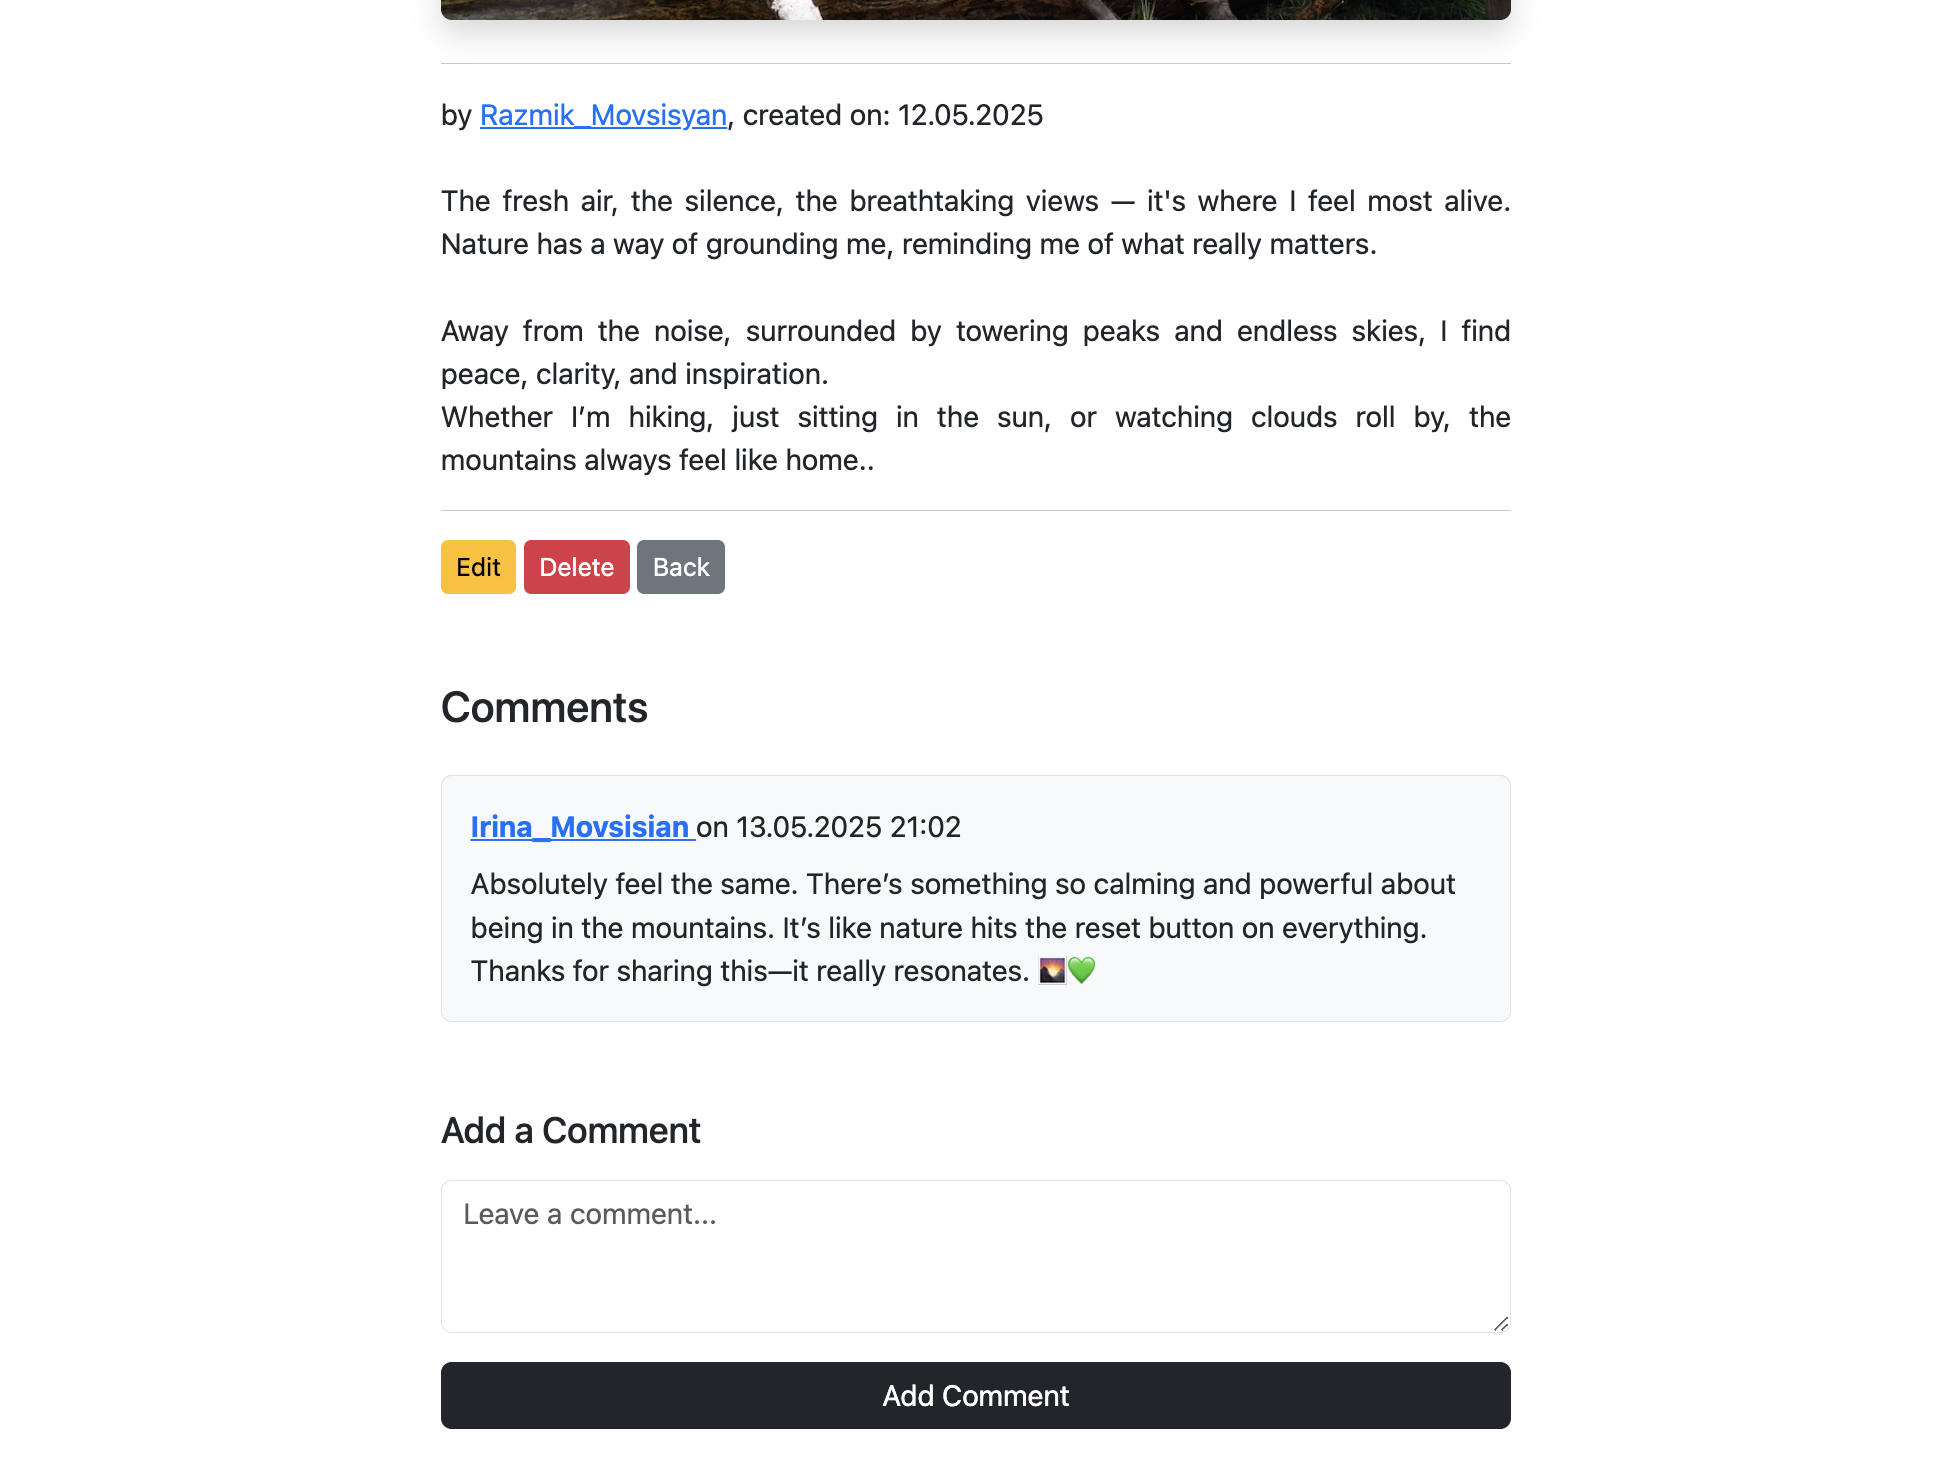 by Razmik_Movsisyan, created on: 12.05.2025
The fresh air, the silence, the breathtaking views — it's where I feel most alive.
Nature has a way of grounding me, reminding me of what really matters.
Away from the noise, surrounded by towering peaks and endless skies, I find
peace, clarity, and inspiration.
Whether I’m hiking, just sitting in the sun, or watching clouds roll by, the
mountains always feel like home..
Edit Delete Back
Comments
Irina_Movsisian on 13.05.2025 21:02
Absolutely feel the same. There’s something so calming and powerful about
being in the mountains. It’s like nature hits the reset button on everything.
Thanks for sharing this—it really resonates. 🌄💚
Add a Comment
Leave a comment...
Add Comment